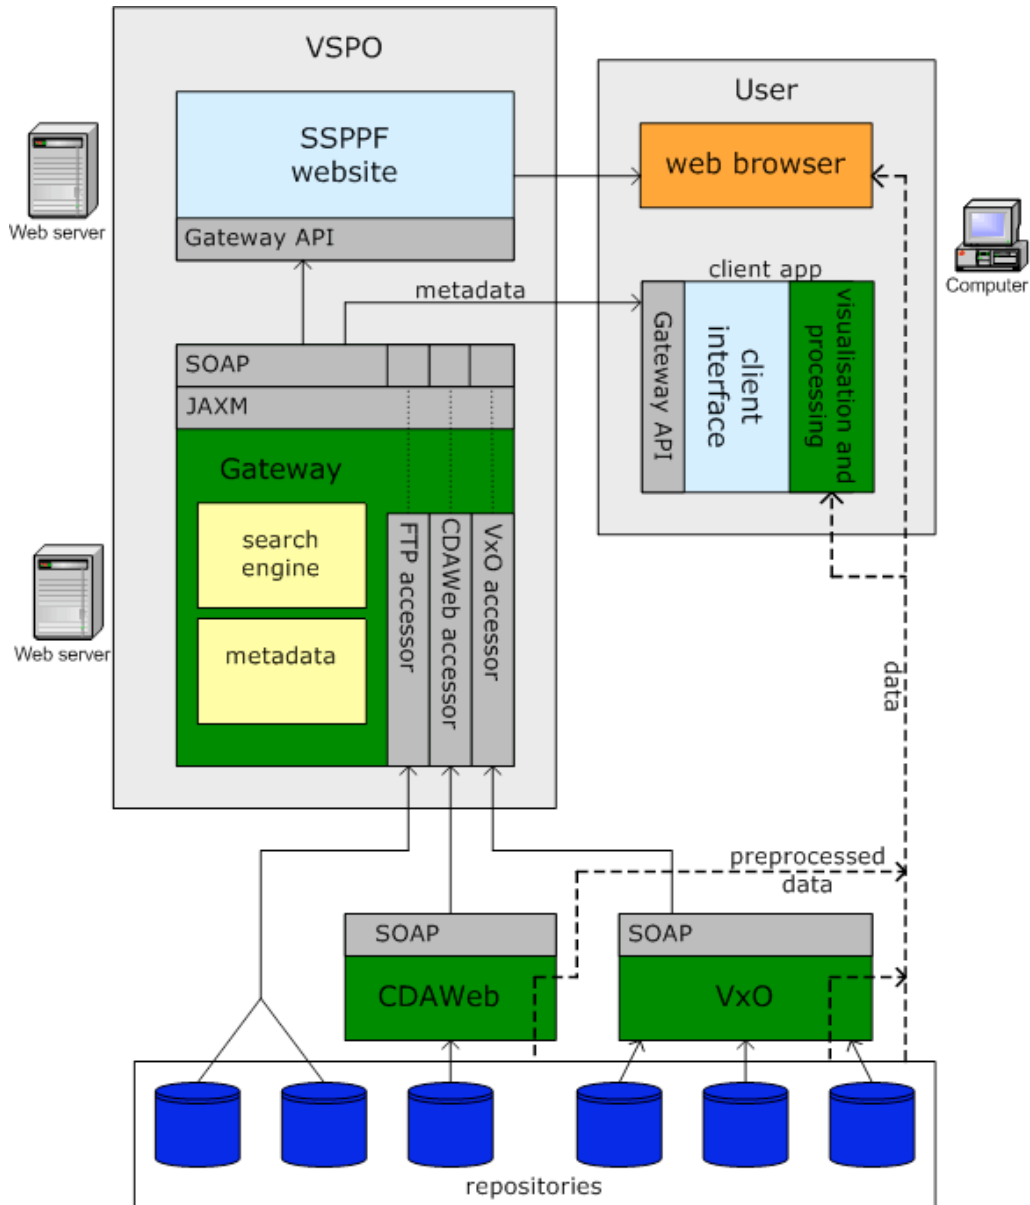 VSPO
SSPPF
website
Gateway API
Web server
User
web browser
Computer
client app
metadata
Gateway API
client
interface
visualisation and
processing
SOAP
JAXM
Gateway
search
engine
metadata
FTP accessor
CDAWeb accessor
VxO accessor
Web server
data
preprocessed
data
SOAP
CDAWeb
SOAP
VxO
repositories